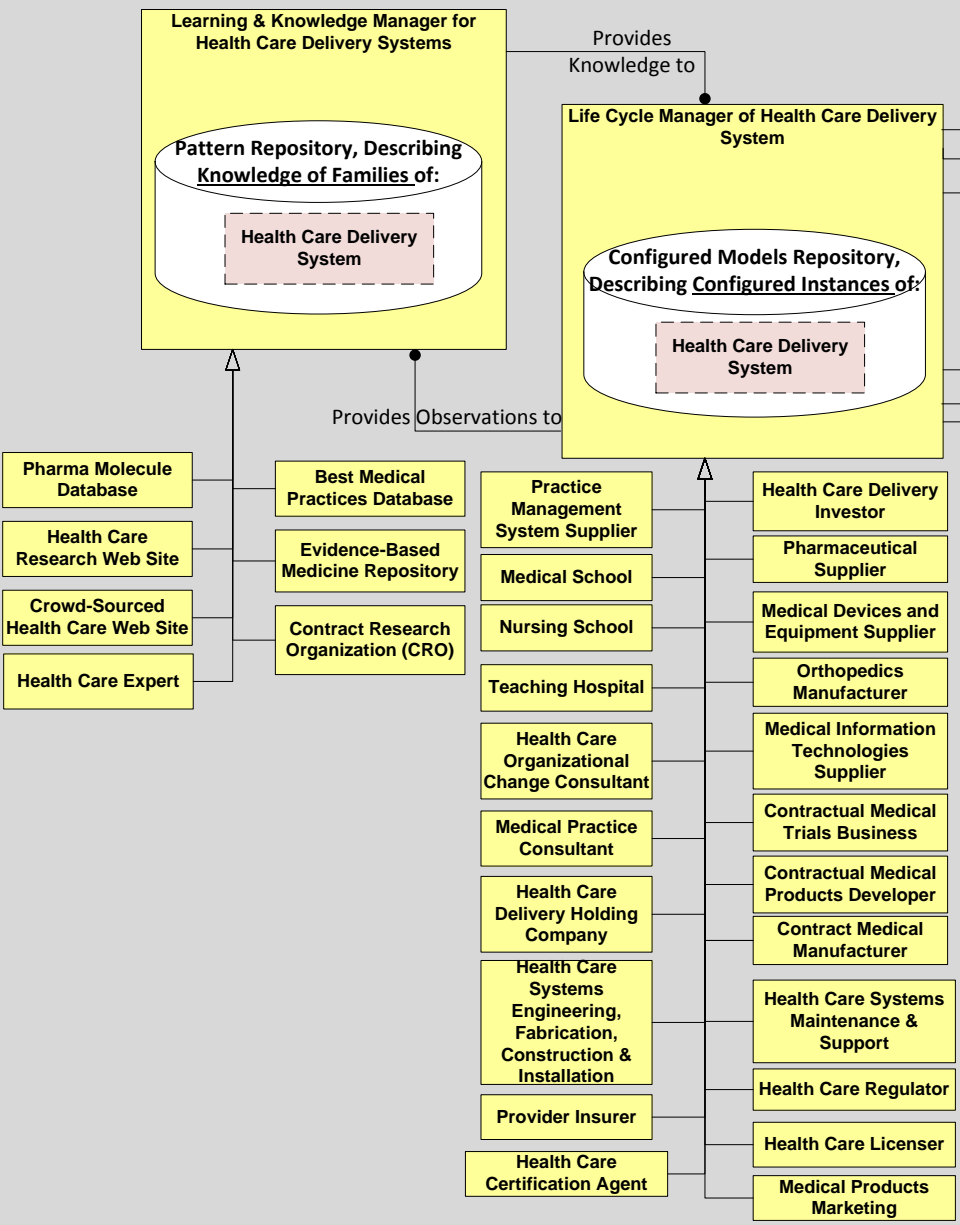 Learning & Knowledge Manager for
Health Care Delivery Systems
Pattern Repository, Describing
Knowledge of Families of:
Health Care Delivery
System
Provides
Knowledge to
Life Cycle Manager of Health Care Delivery
System
Configured Models Repository,
Describing Configured Instances of:
Health Care Delivery
System
Provides Observations to
Pharma Molecule
Database
Health Care
Research Web Site
Crowd-Sourced
Health Care Web Site
Health Care Expert
Best Medical
Practices Database
Evidence-Based
Medicine Repository
Contract Research
Organization (CRO)
Practice
Management
System Supplier
Medical School
Nursing School
Teaching Hospital
Health Care
Organizational
Change Consultant
Medical Practice
Consultant
Health Care
Delivery Holding
Company
Health Care
Systems
Engineering,
Fabrication,
Construction &
Installation
Provider Insurer
Health Care
Certification Agent
Health Care Delivery
Investor
Pharmaceutical
Supplier
Medical Devices and
Equipment Supplier
Orthopedics
Manufacturer
Medical Information
Technologies
Supplier
Contractual Medical
Trials Business
Contractual Medical
Products Developer
Contract Medical
Manufacturer
Health Care Systems
Maintenance &
Support
Health Care Regulator
Health Care Licenser
Medical Products
Marketing